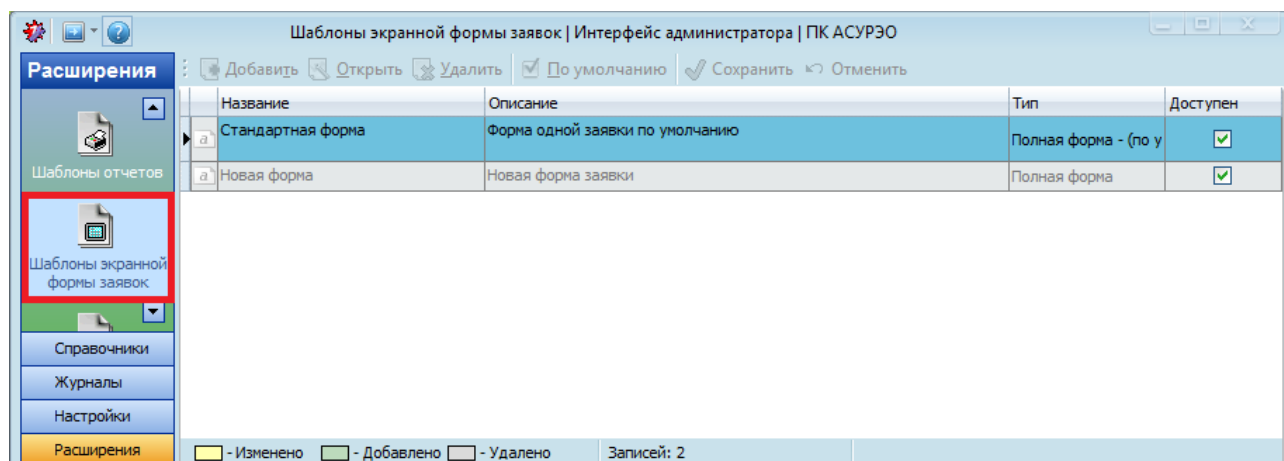 Шаблоны экранной формы заявок | Интерфейс администратора | ПК АСУРЭО
Расширения
Добавить Открыть Удалить По умолчанию Сохранить Отменить
Название Описание Тип Доступен
Стандартная форма Форма одной заявки по умолчанию Полная форма - (по у
Новая форма Новая форма заявки Полная форма
Шаблоны отчетов
Шаблоны экранной
формы заявок
Справочники
Журналы
Настройки
Расширения
- Изменено - Добавлено - Удалено Записей: 2